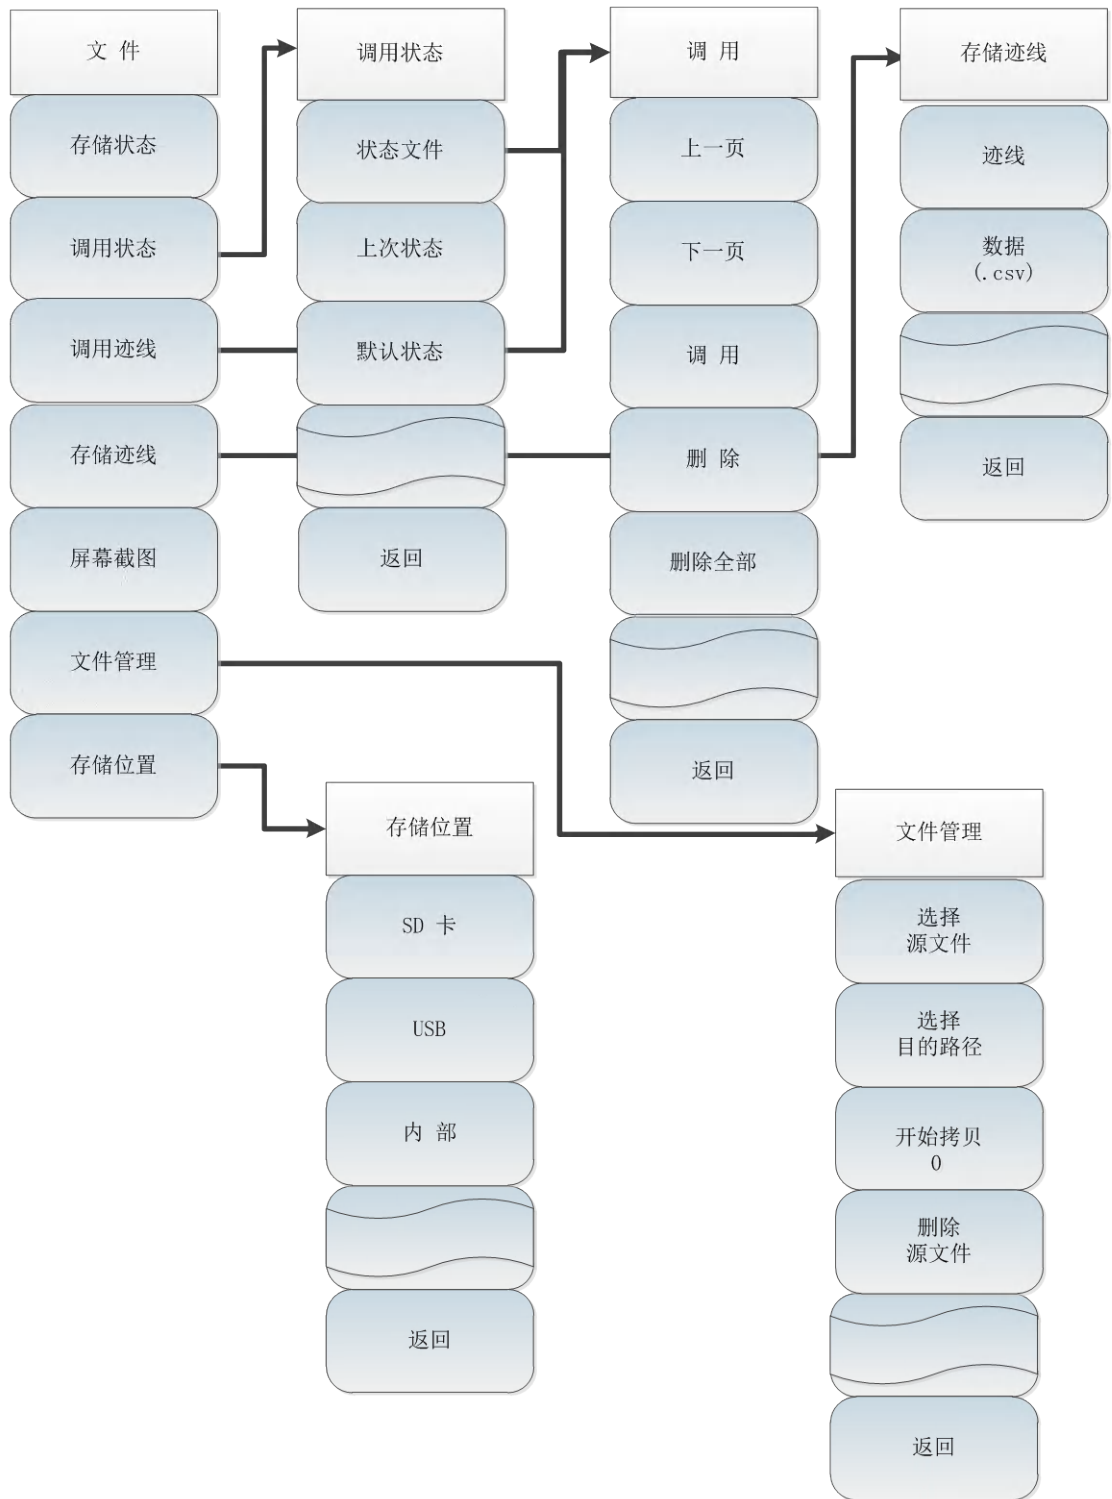 文 件
存储状态
调用状态
调用迹线
存储迹线
屏幕截图
文件管理
存储位置
调用状态
状态文件
上次状态
默认状态
返回
调 用
上一页
下一页
调 用
删 除
删除全部
返回
存储迹线
迹线
数据
(.csv)
返回
存储位置
SD 卡
USB
内 部
返回
文件管理
选择
源文件
选择
目的路径
开始拷贝
0
删除
源文件
返回